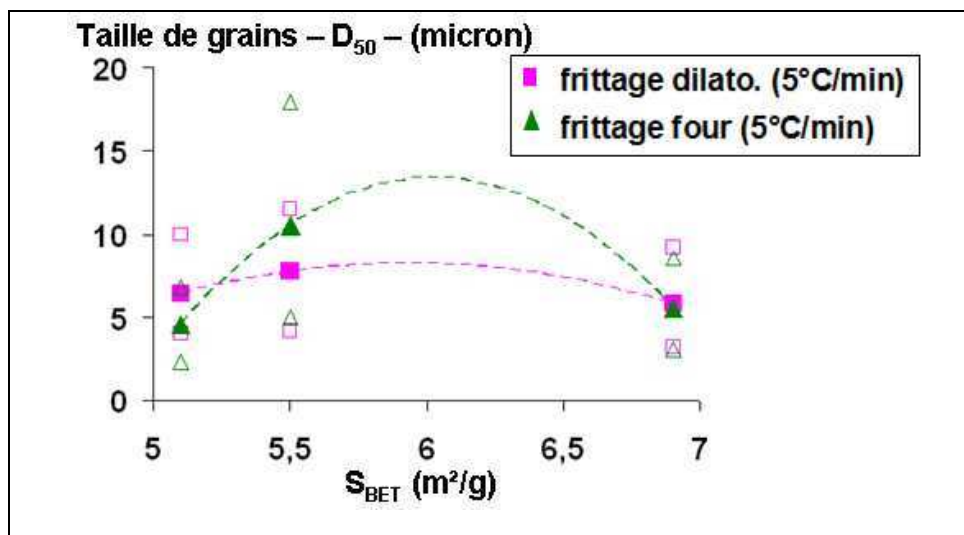 Taille de grains – D50 – (micron)
frittage dilato. (5°C/min)
frittage four (5°C/min)
20
15
10
5
0
5
5,5
6
6,5
7
SBET (m²/g)